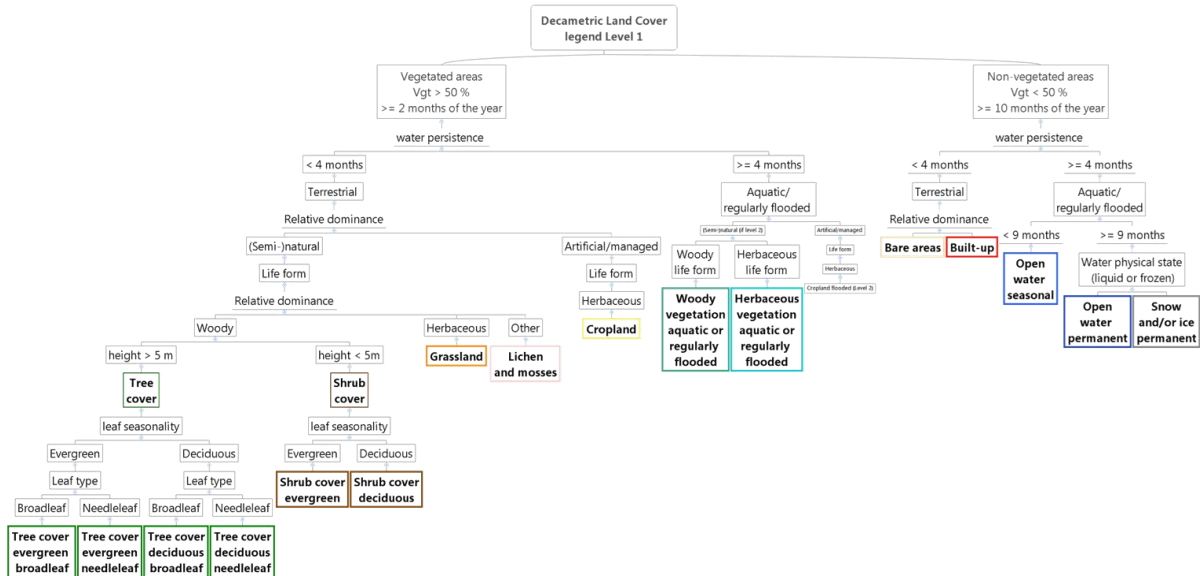 Decametric Land Cover
legend Level 1
Vegetated areas
Vgt > 50 %
>= 2 months of the year
Non-vegetated areas
Vgt < 50 %
>= 10 months of the year
water persistence
water persistence
< 4 months
>= 4 months
< 4 months
>= 4 months
Terrestrial
Aquatic/
regularly flooded
Terrestrial
Aquatic/
regularly flooded
Relative dominance
(Semi-)natural (if level 2)
Artificial/managed
Relative dominance
(Semi-)natural
Artificial/managed
Woody
life form
Herbaceous
life form
Life form
Herbaceous
Cropland flooded (Level 2)
Bare areas
Built-up
< 9 months
>= 9 months
Life form
Life form
Open
water
seasonal
Water physical state
(liquid or frozen)
Relative dominance
Herbaceous
Woody
vegetation
aquatic or
regularly
flooded
Herbaceous
vegetation
aquatic or
regularly
flooded
Open
water
permanent
Snow
and/or ice
permanent
Woody
Herbaceous
Other
Cropland
height > 5 m
height < 5m
Grassland
Lichen
and mosses
Tree
cover
Shrub
cover
leaf seasonality
leaf seasonality
Evergreen
Deciduous
Evergreen
Deciduous
Leaf type
Leaf type
Shrub cover
evergreen
Shrub cover
deciduous
Broadleaf
Needleleaf
Broadleaf
Needleleaf
Tree cover
evergreen
broadleaf
Tree cover
evergreen
needleleaf
Tree cover
deciduous
broadleaf
Tree cover
deciduous
needleleaf